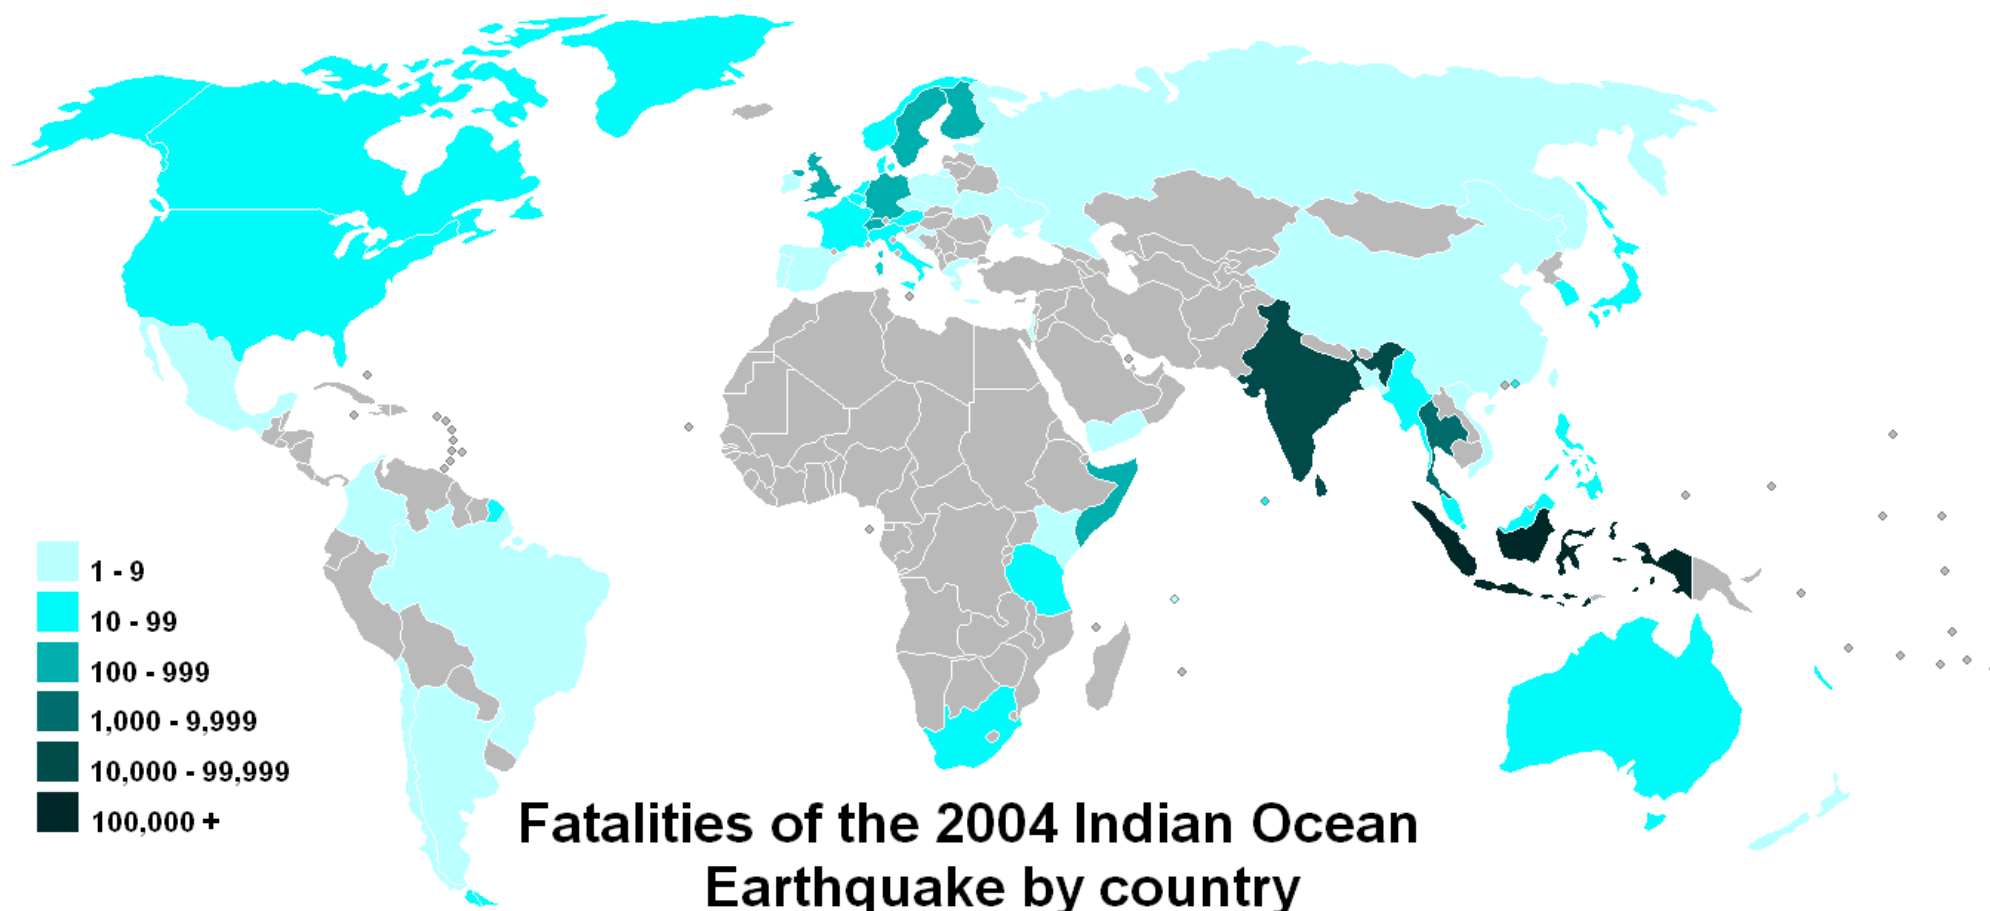 1 - 9
10 - 99
100 - 999
1,000 - 9,999
10,000 - 99,999
100,000 +
Fatalities of the 2004 Indian Ocean
Earthquake by country